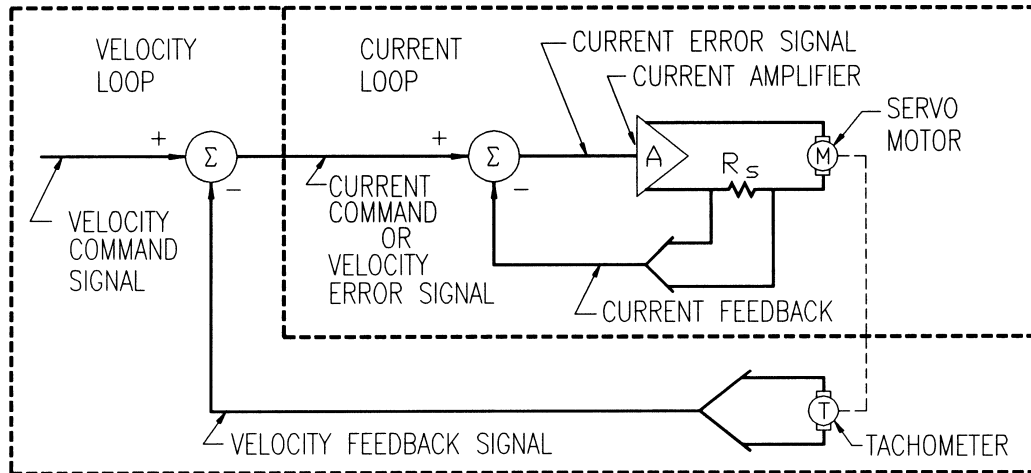 VELOCITY
LOOP
CURRENT
LOOP
CURRENT ERROR SIGNAL
CURRENT AMPLIFIER
SERVO
MOTOR
+
Σ
−
+
Σ
−
A
R S
M
VELOCITY
COMMAND
SIGNAL
CURRENT
COMMAND
OR
VELOCITY
ERROR SIGNAL
CURRENT FEEDBACK
T
VELOCITY FEEDBACK SIGNAL
TACHOMETER